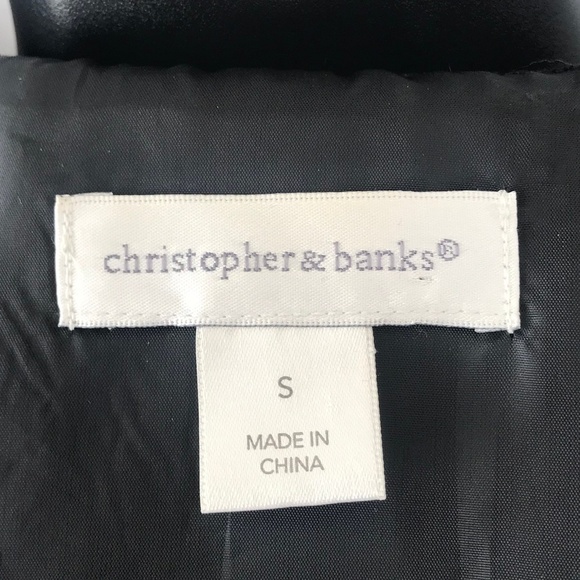 christopher & banks®
S
MADE IN
CHINA